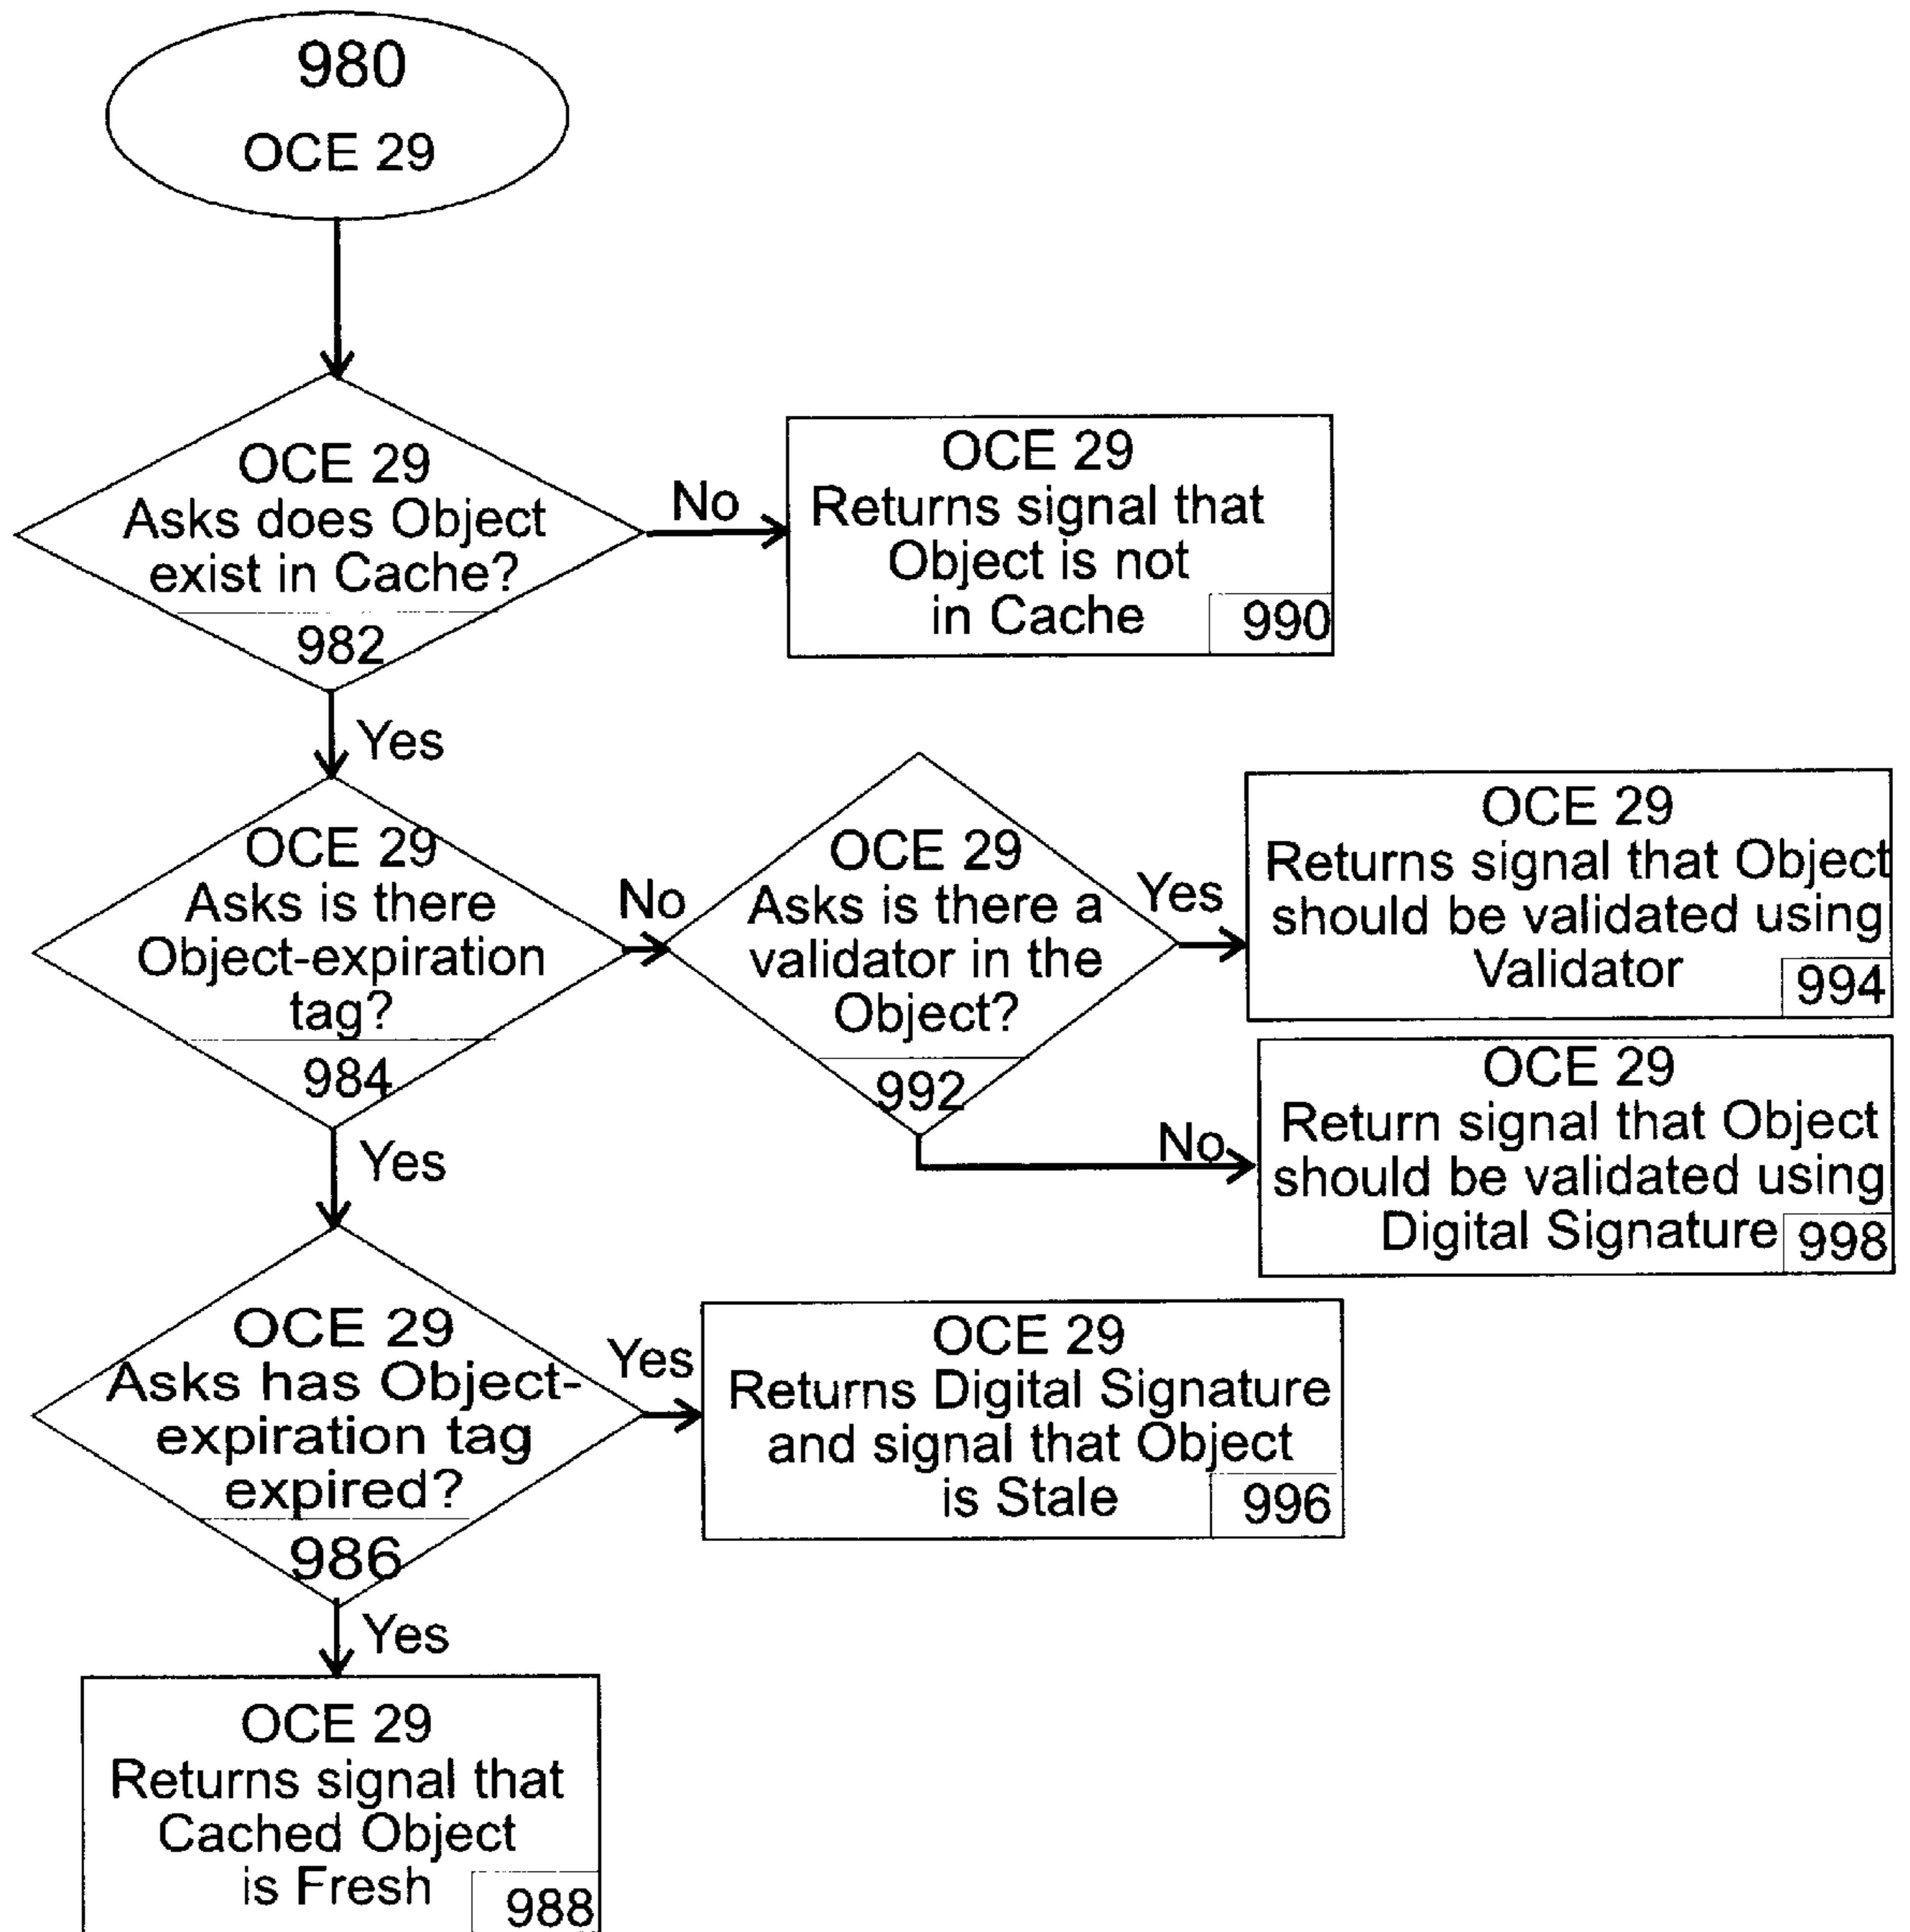 980
OCE 29
OCE 29
Asks does Object
exist in Cache?
982
No
OCE 29
Returns signal that
Object is not
in Cache
990
Yes
OCE 29
Asks is there
Object-expiration
tag?
984
No
OCE 29
Asks is there a
validator in the
Object?
992
Yes
OCE 29
Returns signal that Object
should be validated using
Validator
994
No
OCE 29
Return signal that Object
should be validated using
Digital Signature
998
Yes
OCE 29
Asks has Object-
expiration tag
expired?
986
Yes
OCE 29
Returns Digital Signature
and signal that Object
is Stale
996
Yes
OCE 29
Returns signal that
Cached Object
is Fresh
988